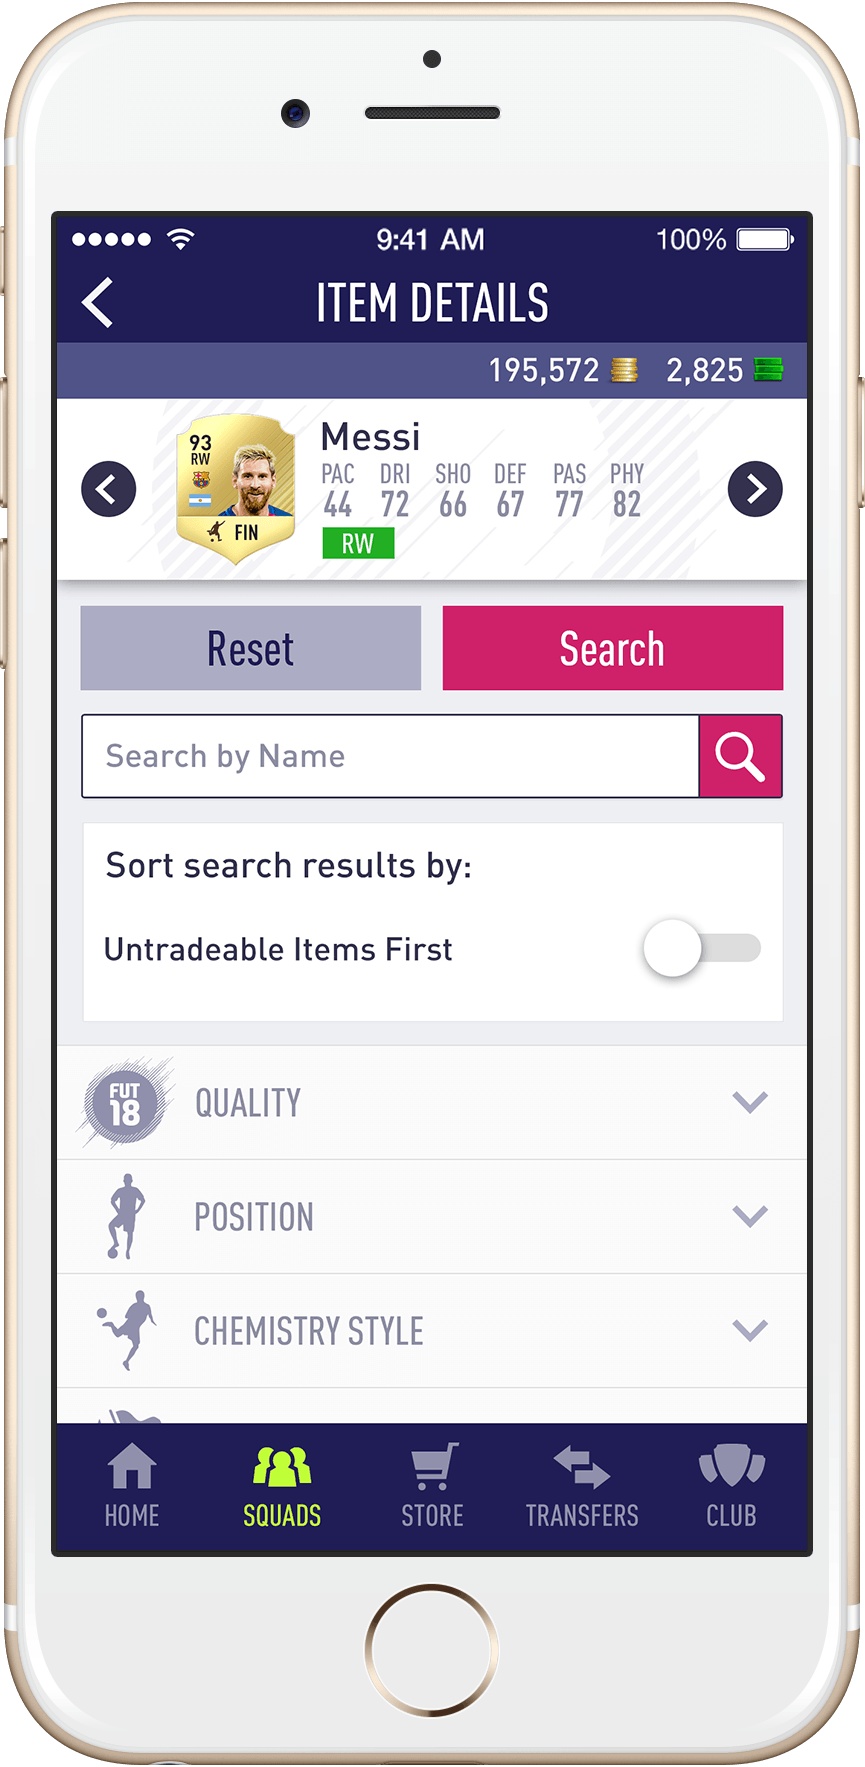 9:41 AM 100%
ITEM DETAILS
195,572 2,825
93
RW
FIN
Messi
PAC DRI SHO DEF PAS PHY
44 72 66 67 77 82
RW
Reset Search
Search by Name
Sort search results by:
Untradeable Items First
FUT
18
QUALITY
POSITION
CHEMISTRY STYLE
HOME SQUADS STORE TRANSFERS CLUB